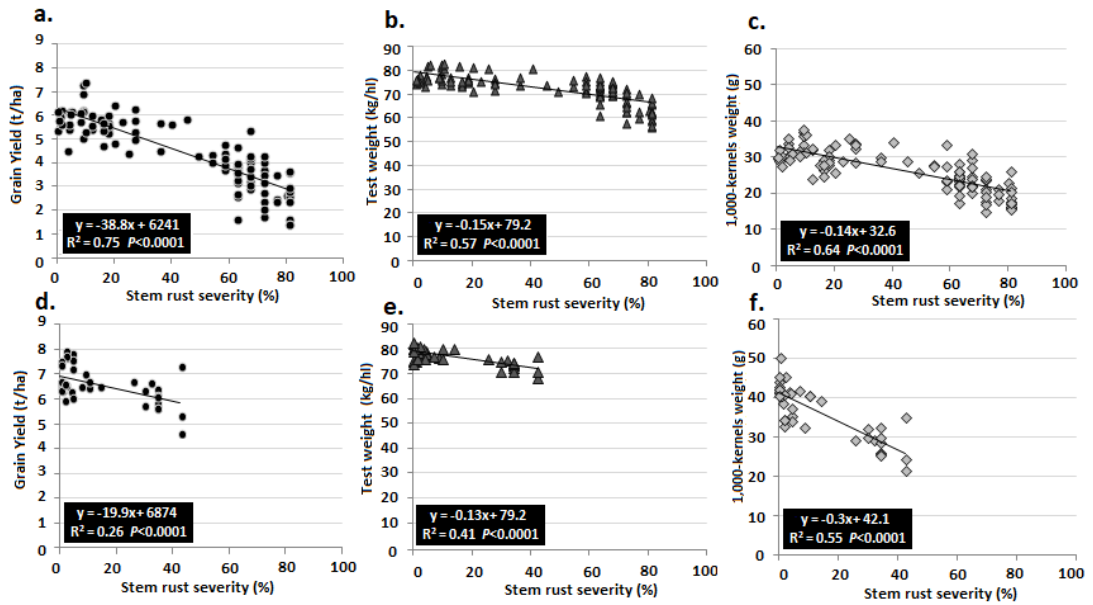 a.
Grain Yield (t/ha)
9
8
7
6
5
4
3
2
1
0
y = -38.8x + 6241
R² = 0.75 P<0.0001
0 20 40 60 80 100
Stem rust severity (%)
b.
Test weight (kg/hl)
90
80
70
60
50
40
30
20
10
0
y = -0.15x+ 79.2
R² = 0.57 P<0.0001
0 20 40 60 80 100
Stem rust severity (%)
c.
1,000-kernels weight (g)
60
50
40
30
20
10
0
y = -0.14x + 32.6
R² = 0.64 P<0.0001
0 20 40 60 80 100
Stem rust severity (%)
d.
Grain Yield (t/ha)
9
8
7
6
5
4
3
2
1
0
y = -19.9x + 6874
R² = 0.26 P<0.0001
0 20 40 60 80 100
Stem rust severity (%)
e.
Test weight (kg/hl)
90
80
70
60
50
40
30
20
10
0
y = -0.13x+ 79.2
R² = 0.41 P<0.0001
0 20 40 60 80 100
Stem rust severity (%)
f.
1,000-kernels weight (g)
60
50
40
30
20
10
0
y = -0.3x + 42.1
R² = 0.55 P<0.0001
0 20 40 60 80 100
Stem rust severity (%)